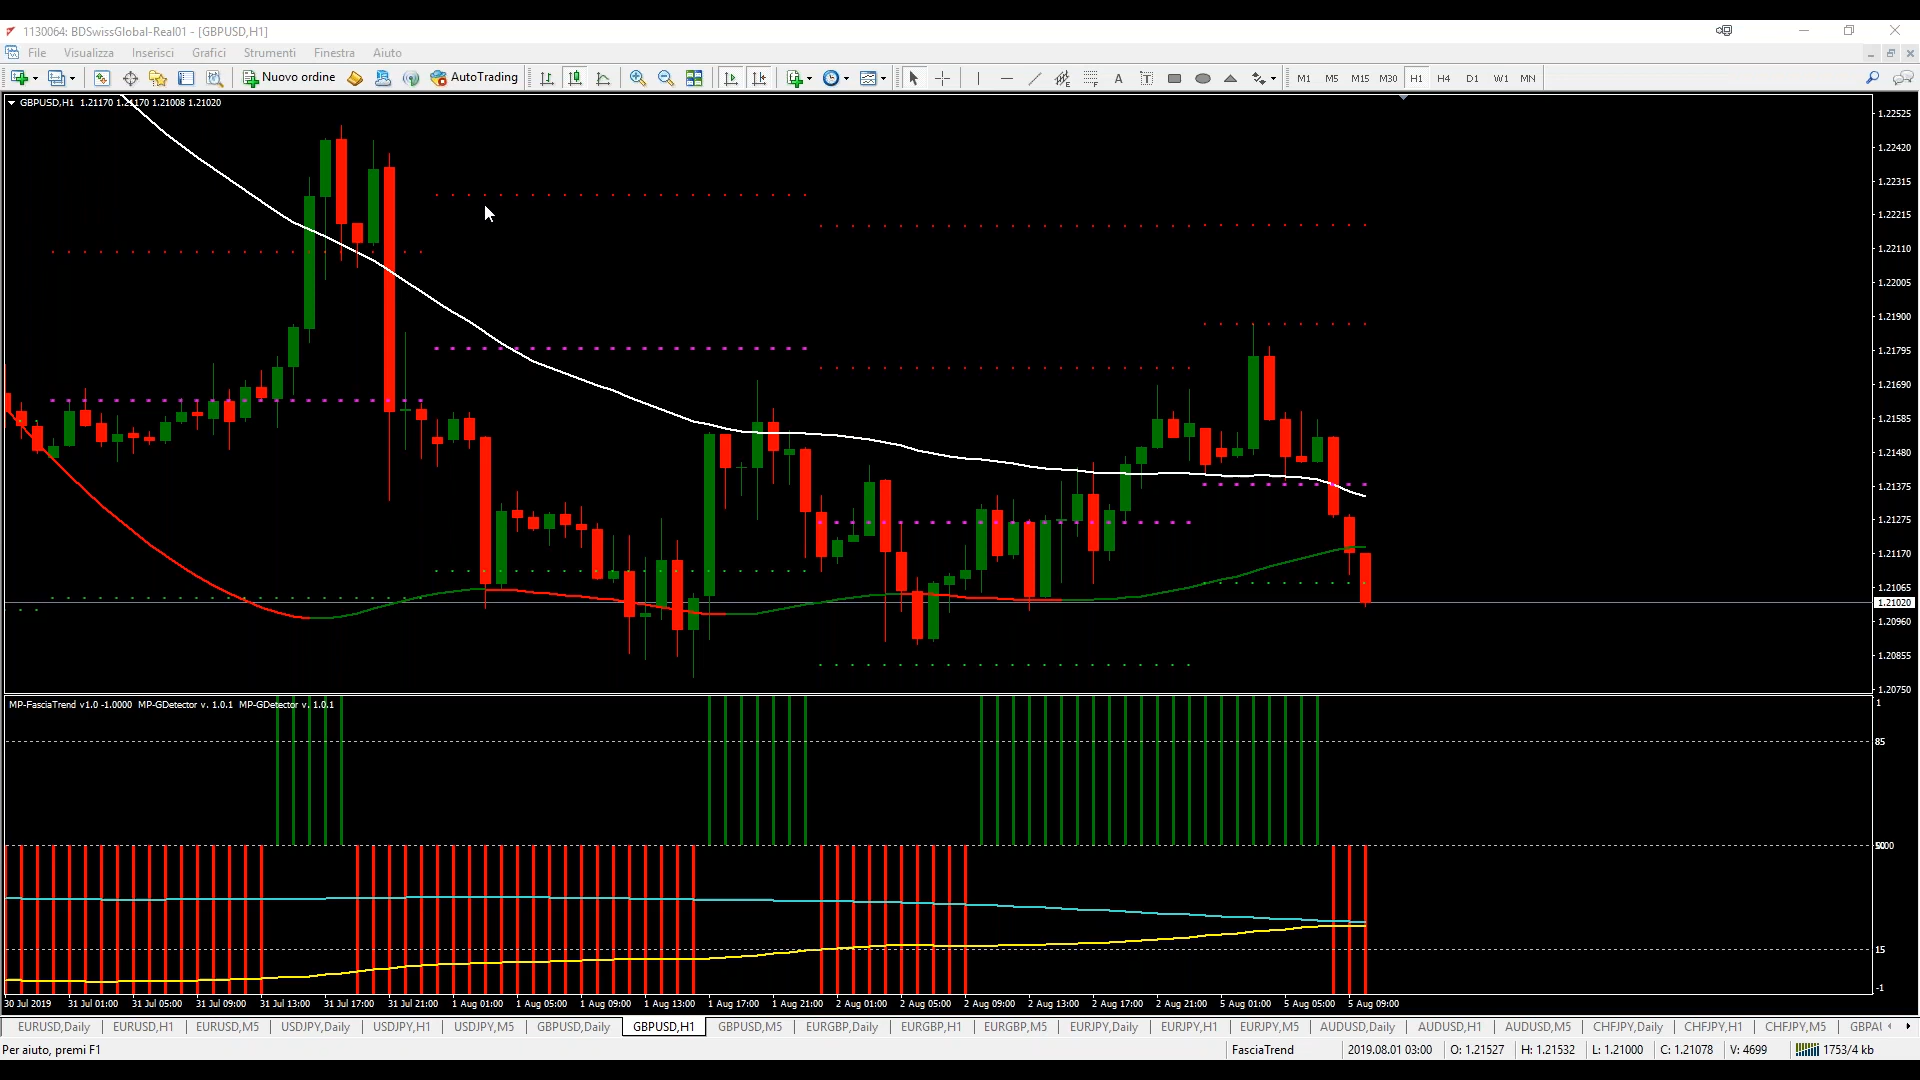 1130064: BDSwissGlobal-Real01 - [GBPUSD,H1]
File Visualizza Inserisci Grafici Strumenti Finestra Aiuto
Nuovo ordine AutoTrading A T M1 M5 M15 M30 H1 H4 D1 W1 MN
GBPUSD,H1 1.21170 1.21170 1.21008 1.21020
1.22525
1.22420
1.22315
1.22215
1.22110
1.22005
1.21900
1.21795
1.21690
1.21585
1.21480
1.21375
1.21275
1.21170
1.21065
1.21020
1.20960
1.20855
1.20750
MP-FasciaTrend v1.0 -1.0000 MP-GDetector v. 1.0.1 MP-GDetector v. 1.0.1
1
85
15
-1
30 Jul 2019 31 Jul 01:00 31 Jul 05:00 31 Jul 09:00 31 Jul 13:00 31 Jul 17:00 31 Jul 21:00 1 Aug 01:00 1 Aug 05:00 1 Aug 09:00 1 Aug 13:00 1 Aug 17:00 1 Aug 21:00 2 Aug 01:00 2 Aug 05:00 2 Aug 09:00 2 Aug 13:00 2 Aug 17:00 2 Aug 21:00 5 Aug 01:00 5 Aug 05:00 5 Aug 09:00
EURUSD,Daily EURUSD,H1 EURUSD,M5 USDJPY,Daily USDJPY,H1 USDJPY,M5 GBPUSD,Daily GBPUSD,H1 GBPUSD,M5 EURGBP,Daily EURGBP,H1 EURGBP,M5 EURJPY,Daily EURJPY,H1 EURJPY,M5 AUDUSD,Daily AUDUSD,H1 AUDUSD,M5 CHFJPY,Daily CHFJPY,H1 CHFJPY,M5 GBPAU
Per aiuto, premi F1 FasciaTrend 2019.08.01 03:00 O: 1.21527 H: 1.21532 L: 1.21000 C: 1.21078 V: 4699 1753/4 kb